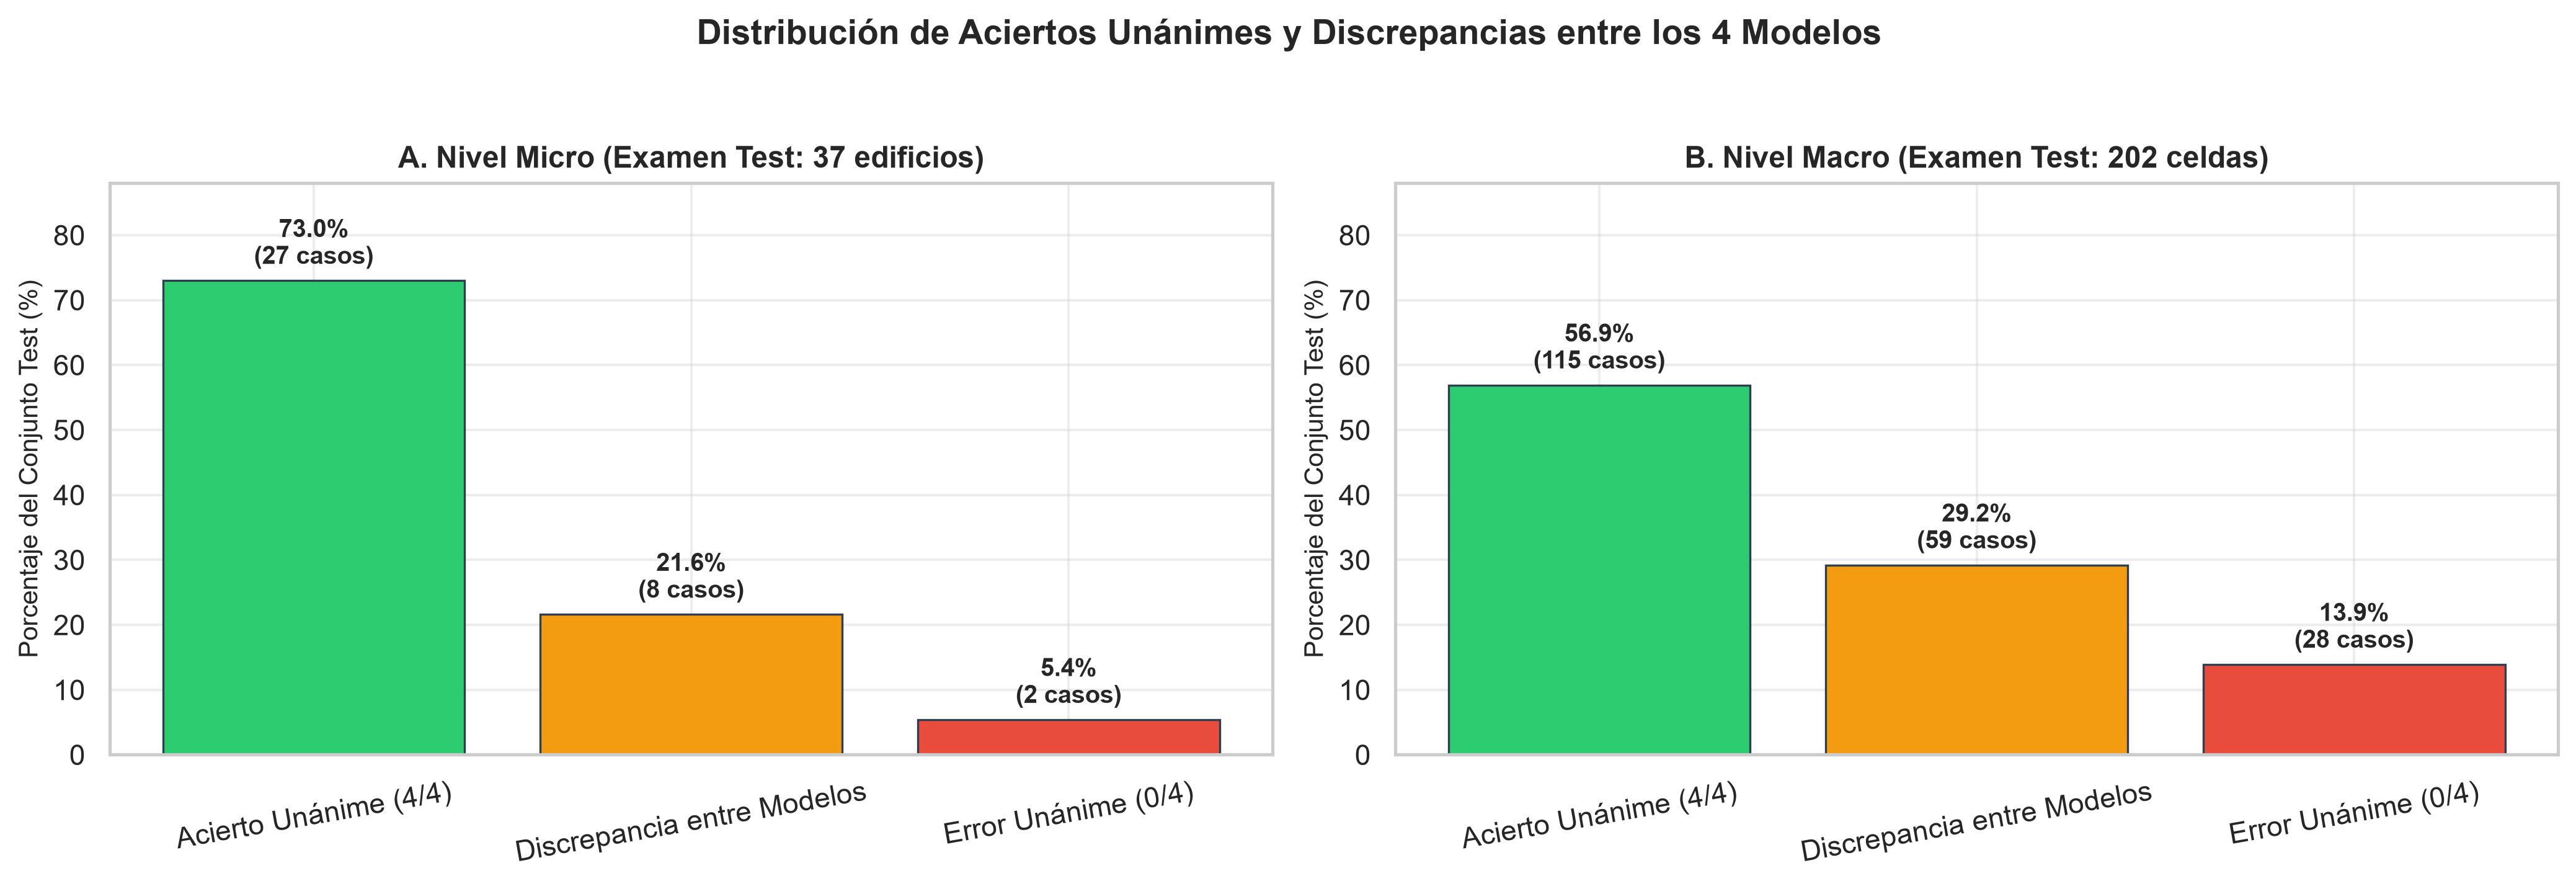 Distribución de Aciertos Unánimes y Discrepancias entre los 4 Modelos
A. Nivel Micro (Examen Test: 37 edificios)
Porcentaje del Conjunto Test (%)
80
70
60
50
40
30
20
10
0
73.0%
(27 casos)
21.6%
(8 casos)
5.4%
(2 casos)
Acierto Unánime (4/4)
Discrepancia entre Modelos
Error Unánime (0/4)
B. Nivel Macro (Examen Test: 202 celdas)
Porcentaje del Conjunto Test (%)
80
70
60
50
40
30
20
10
0
56.9%
(115 casos)
29.2%
(59 casos)
13.9%
(28 casos)
Acierto Unánime (4/4)
Discrepancia entre Modelos
Error Unánime (0/4)